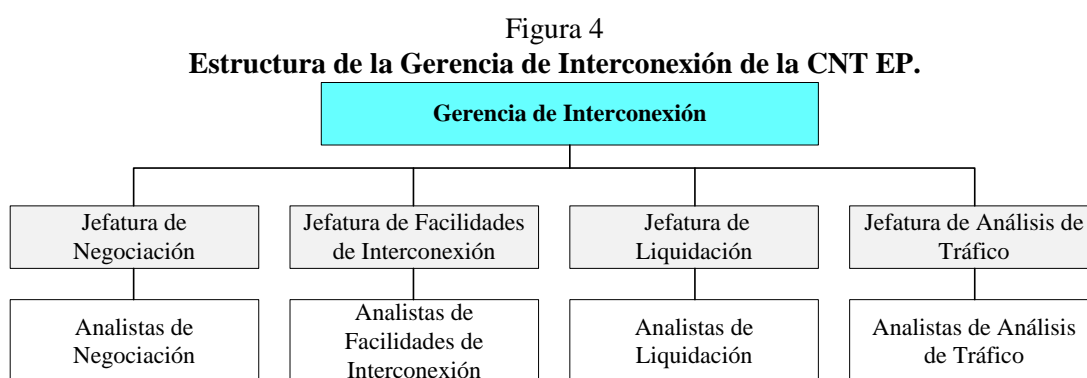 Figura 4
Estructura de la Gerencia de Interconexión de la CNT EP.
Gerencia de Interconexión
Jefatura de
Negociación
Jefatura de Facilidades
de Interconexión
Jefatura de
Liquidación
Jefatura de Análisis de
Tráfico
Analistas de
Negociación
Analistas de
Facilidades de
Interconexión
Analistas de
Liquidación
Analistas de Análisis
de Tráfico